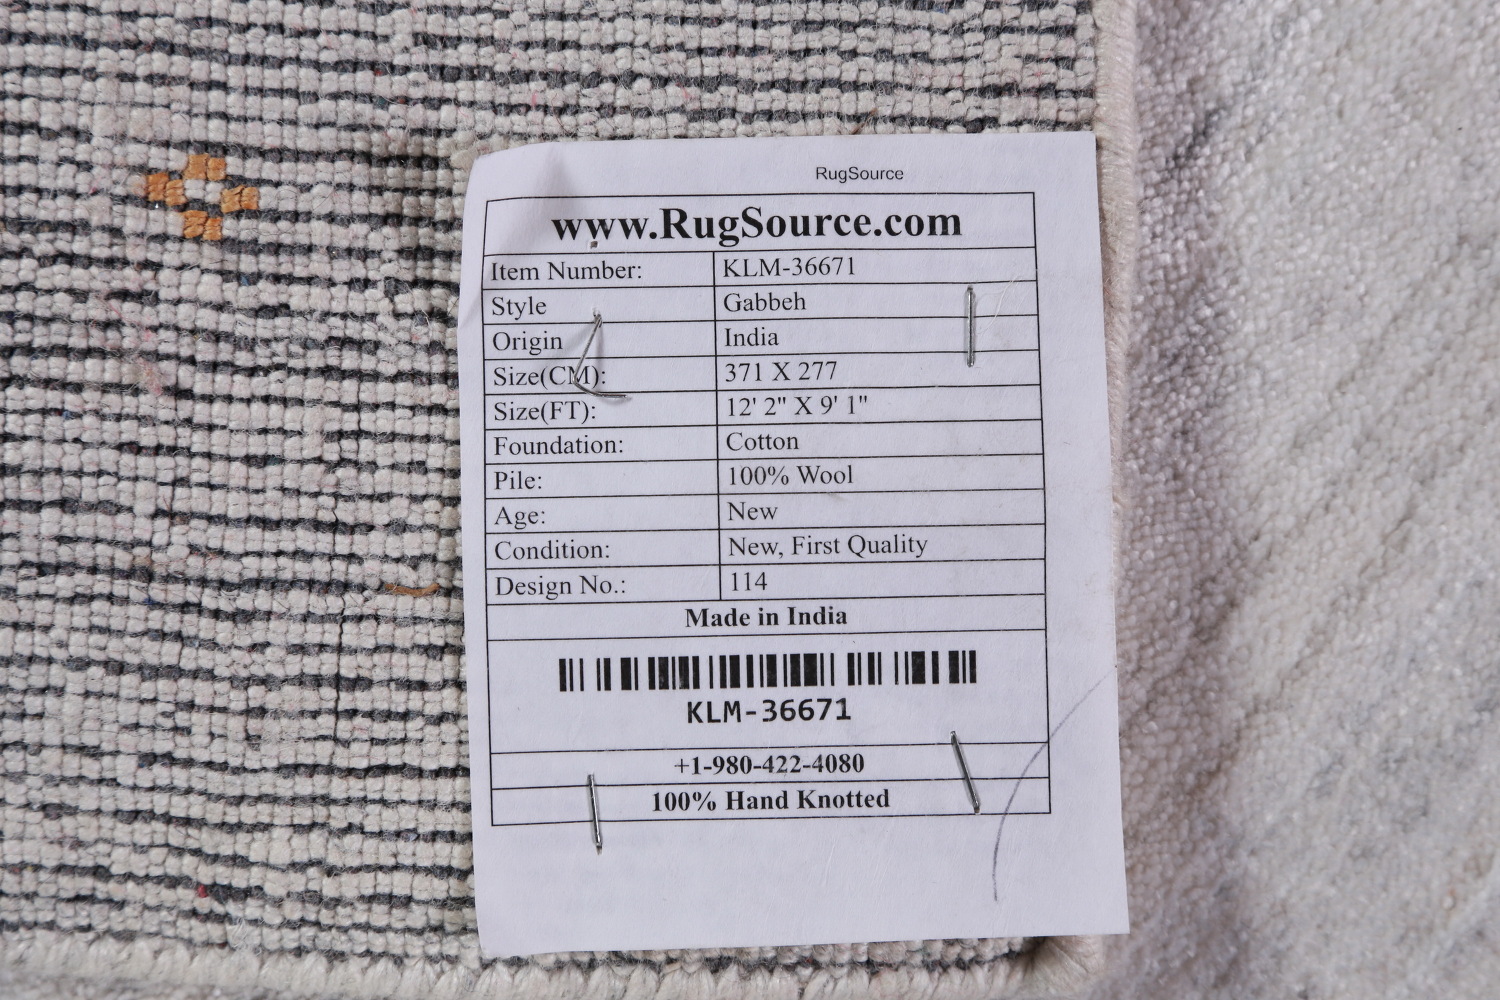 RugSource
www.RugSource.com
Item Number: KLM-36671
Style Gabbeh
Origin India
Size(CM): 371 X 277
Size(FT): 12' 2" X 9' 1"
Foundation: Cotton
Pile: 100% Wool
Age: New
Condition: New, First Quality
Design No.: 114
Made in India
KLM-36671
+1-980-422-4080
100% Hand Knotted